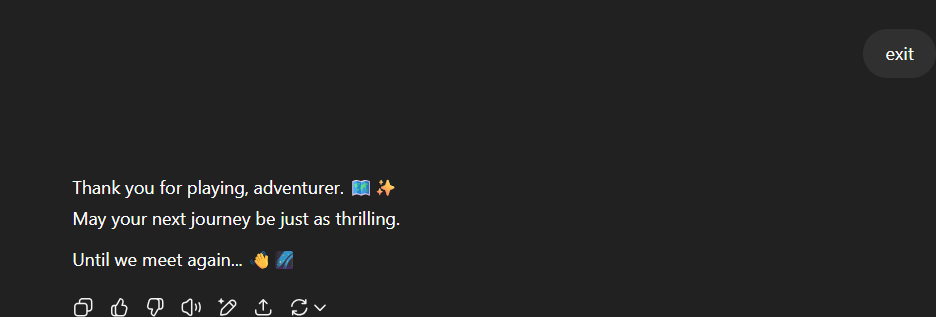 exit
Thank you for playing, adventurer. 🗺️ ✨
May your next journey be just as thrilling.
Until we meet again... 👋 🌌